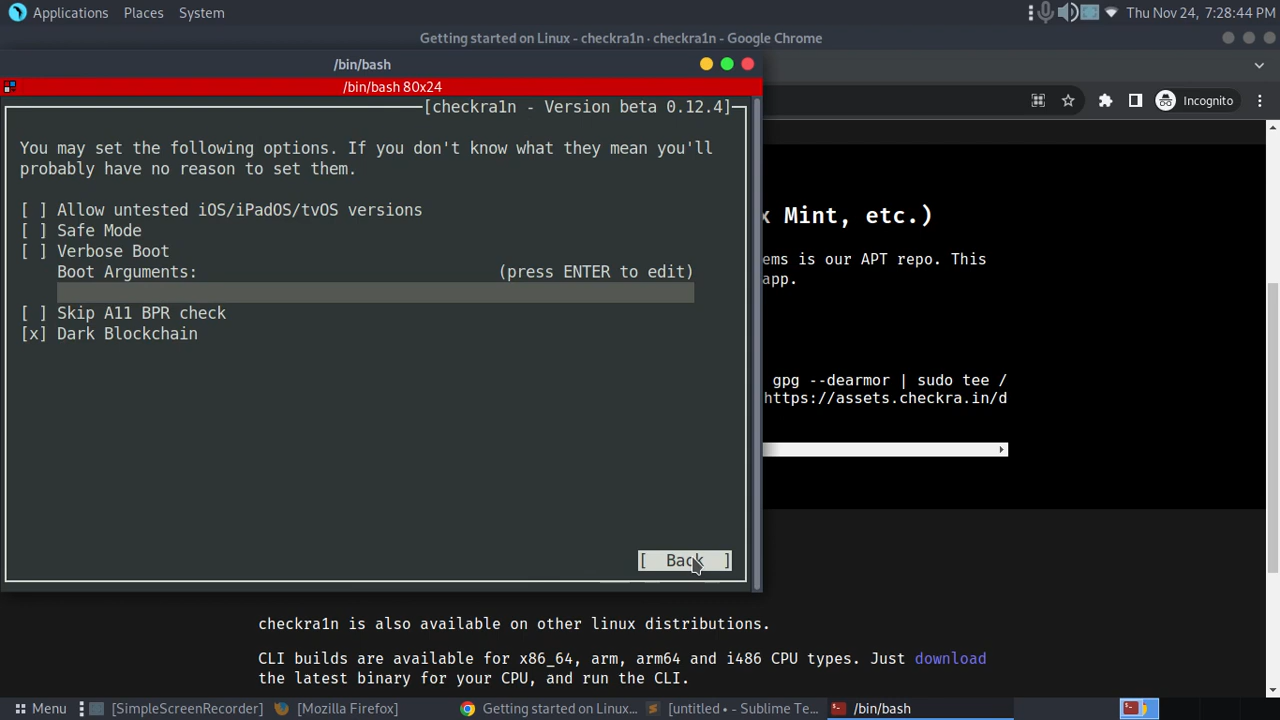 Applications Places System
Thu Nov 24, 7:28:44 PM
Getting started on Linux - checkra1n · checkra1n - Google Chrome
/bin/bash
/bin/bash 80x24
Incognito
[checkra1n - Version beta 0.12.4]
You may set the following options. If you don't know what they mean you'll
probably have no reason to set them.
[ ] Allow untested iOS/iPadOS/tvOS versions
[ ] Safe Mode
[ ] Verbose Boot
Boot Arguments: (press ENTER to edit)
[ ] Skip A11 BPR check
[x] Dark Blockchain
[ Back ]
x Mint, etc.)
ems is our APT repo. This
app.
gpg --dearmor | sudo tee /
https://assets.checkra.in/d
checkra1n is also available on other linux distributions.
CLI builds are available for x86_64, arm, arm64 and i486 CPU types. Just download
the latest binary for your CPU, and run the CLI.
Menu [SimpleScreenRecorder] [Mozilla Firefox] Getting started on Linux... [untitled • - Sublime Te... /bin/bash